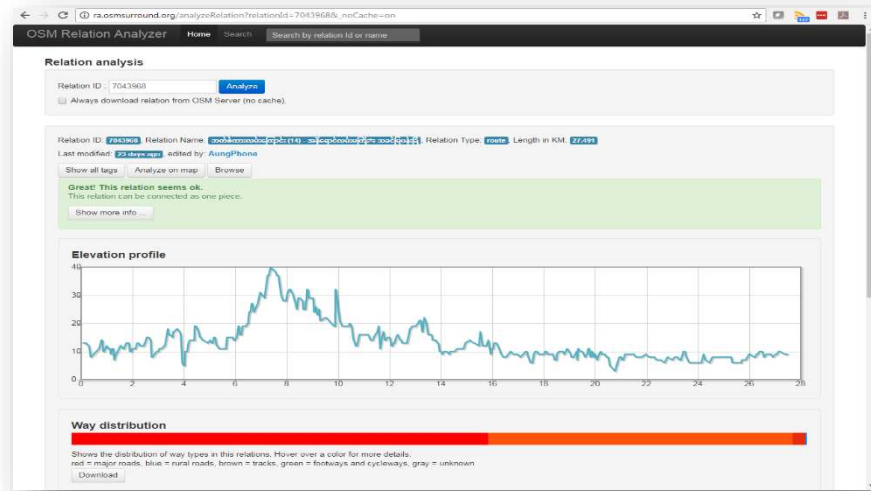 ra.osmsurround.org/analyzeRelation?relationId=7043968&_noCache=on
OSM Relation Analyzer Home Search Search by relation Id or name
Relation analysis
Relation ID : 7043968 Analyze
Always download relation from OSM Server (no cache).
Relation ID: 7043968, Relation Name: (14) , Relation Type: route, Length in KM: 27.491
Last modified: 23 days ago, edited by: AungPhone
Show all tags Analyze on map Browse
Great! This relation seems ok.
This relation can be connected as one piece.
Show more info ...
Elevation profile
40
30
20
10
0
0 2 4 6 8 10 12 14 16 18 20 22 24 26 28
Way distribution
Shows the distribution of way types in this relations. Hover over a color for more details.
red = major roads, blue = rural roads, brown = tracks, green = footways and cycleways, gray = unknown
Download